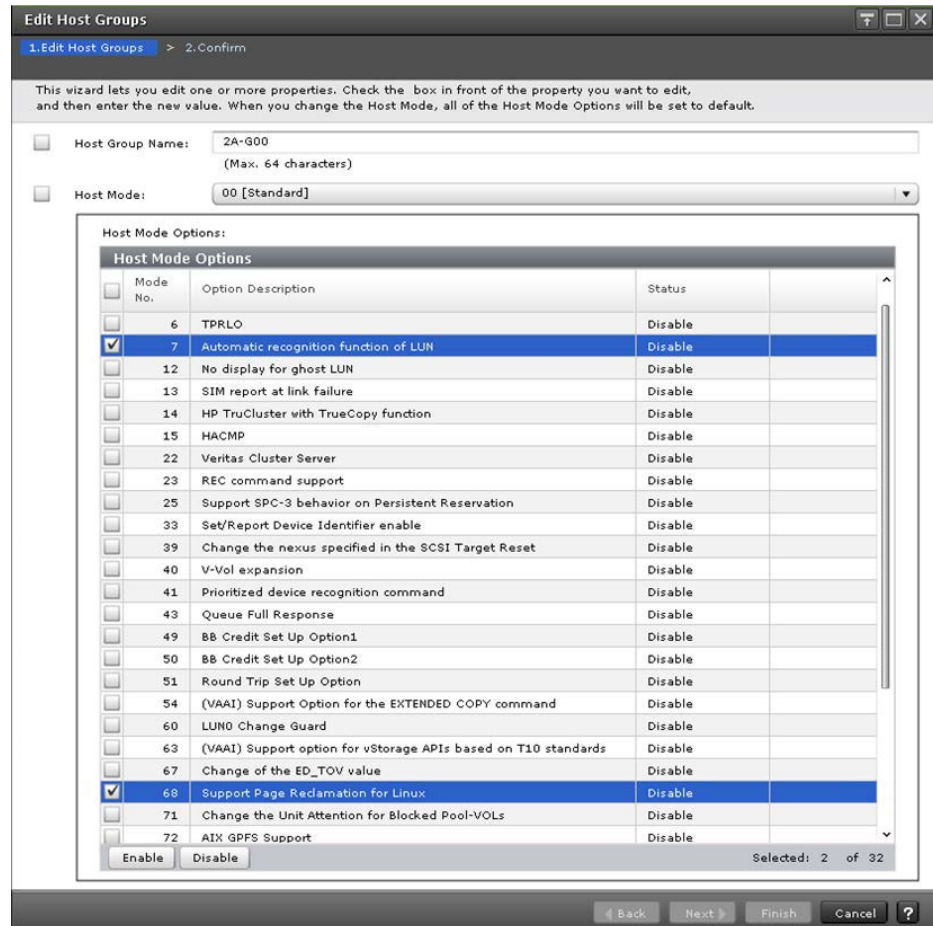 Edit Host Groups
1.Edit Host Groups > 2.Confirm
This wizard lets you edit one or more properties. Check the box in front of the property you want to edit,
and then enter the new value. When you change the Host Mode, all of the Host Mode Options will be set to default.
Host Group Name: 2A-G00
(Max. 64 characters)
Host Mode: 00 [Standard]
Host Mode Options:
Host Mode Options
Mode No. Option Description Status
6 TPRLO Disable
7 Automatic recognition function of LUN Disable
12 No display for ghost LUN Disable
13 SIM report at link failure Disable
14 HP TruCluster with TrueCopy function Disable
15 HACMP Disable
22 Veritas Cluster Server Disable
23 REC command support Disable
25 Support SPC-3 behavior on Persistent Reservation Disable
33 Set/Report Device Identifier enable Disable
39 Change the nexus specified in the SCSI Target Reset Disable
40 V-Vol expansion Disable
41 Prioritized device recognition command Disable
43 Queue Full Response Disable
49 BB Credit Set Up Option1 Disable
50 BB Credit Set Up Option2 Disable
51 Round Trip Set Up Option Disable
54 (VAAI) Support Option for the EXTENDED COPY command Disable
60 LUN0 Change Guard Disable
63 (VAAI) Support option for vStorage APIs based on T10 standards Disable
67 Change of the ED_TOV value Disable
68 Support Page Reclamation for Linux Disable
71 Change the Unit Attention for Blocked Pool-VOLs Disable
72 AIX GPFS Support Disable
Enable Disable Selected: 2 of 32
Back Next Finish Cancel ?